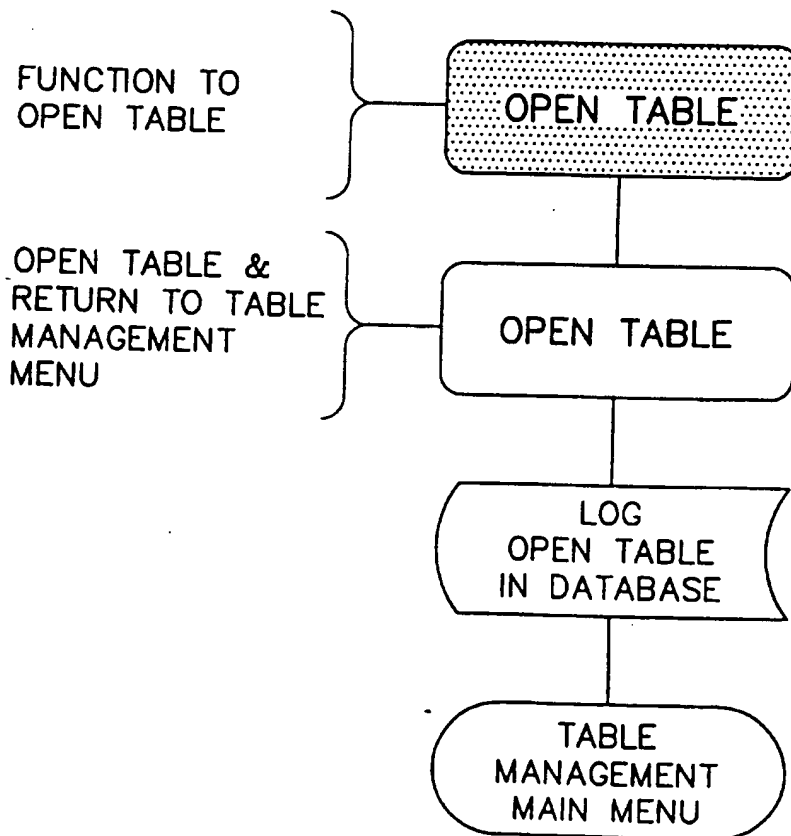 FUNCTION TO
OPEN TABLE
OPEN TABLE
OPEN TABLE &
RETURN TO TABLE
MANAGEMENT
MENU
OPEN TABLE
LOG
OPEN TABLE
IN DATABASE
TABLE
MANAGEMENT
MAIN MENU